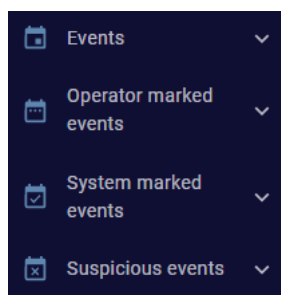 Events
Operator marked
events
System marked
events
Suspicious events